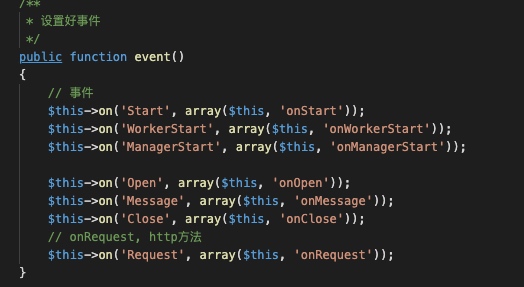 /**
* 设置好事件
*/
public function event()
{
// 事件
$this->on('Start', array($this, 'onStart'));
$this->on('WorkerStart', array($this, 'onWorkerStart'));
$this->on('ManagerStart', array($this, 'onManagerStart'));
$this->on('Open', array($this, 'onOpen'));
$this->on('Message', array($this, 'onMessage'));
$this->on('Close', array($this, 'onClose'));
// onRequest, http方法
$this->on('Request', array($this, 'onRequest'));
}